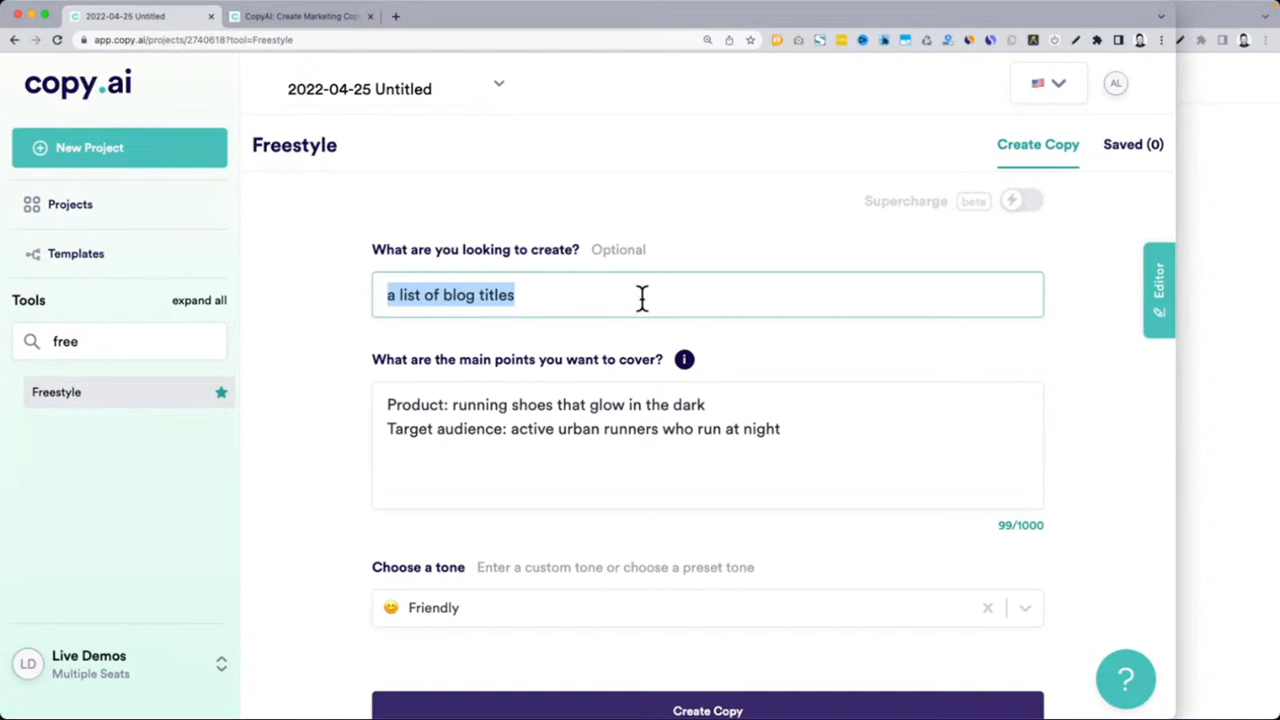 2022-04-25 Untitled
CopyAI: Create Marketing Cop
app.copy.ai/projects/2740618?tool=Freestyle
copy.ai
2022-04-25 Untitled
AL
New Project
Freestyle
Create Copy
Saved (0)
Projects
Supercharge
beta
Templates
What are you looking to create? Optional
a list of blog titles
Editor
Tools
expand all
free
What are the main points you want to cover?
Freestyle
Product: running shoes that glow in the dark
Target audience: active urban runners who run at night
99/1000
Choose a tone Enter a custom tone or choose a preset tone
Friendly
LD
Live Demos
Multiple Seats
?
Create Copy